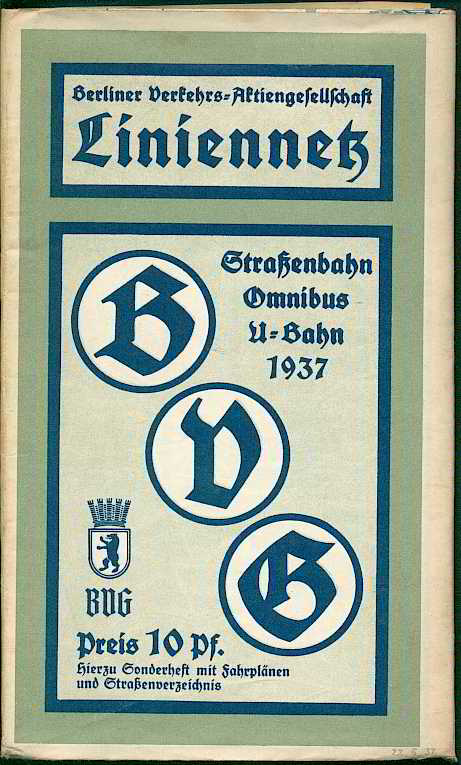 Berliner Verkehrs=Aktiengesellschaft
Liniennetz
Straßenbahn
Omnibus
U=Bahn
1937
B
V
G
BVG
Preis 10 Pf.
Hierzu Sonderheft mit Fahrplänen
und Straßenverzeichnis